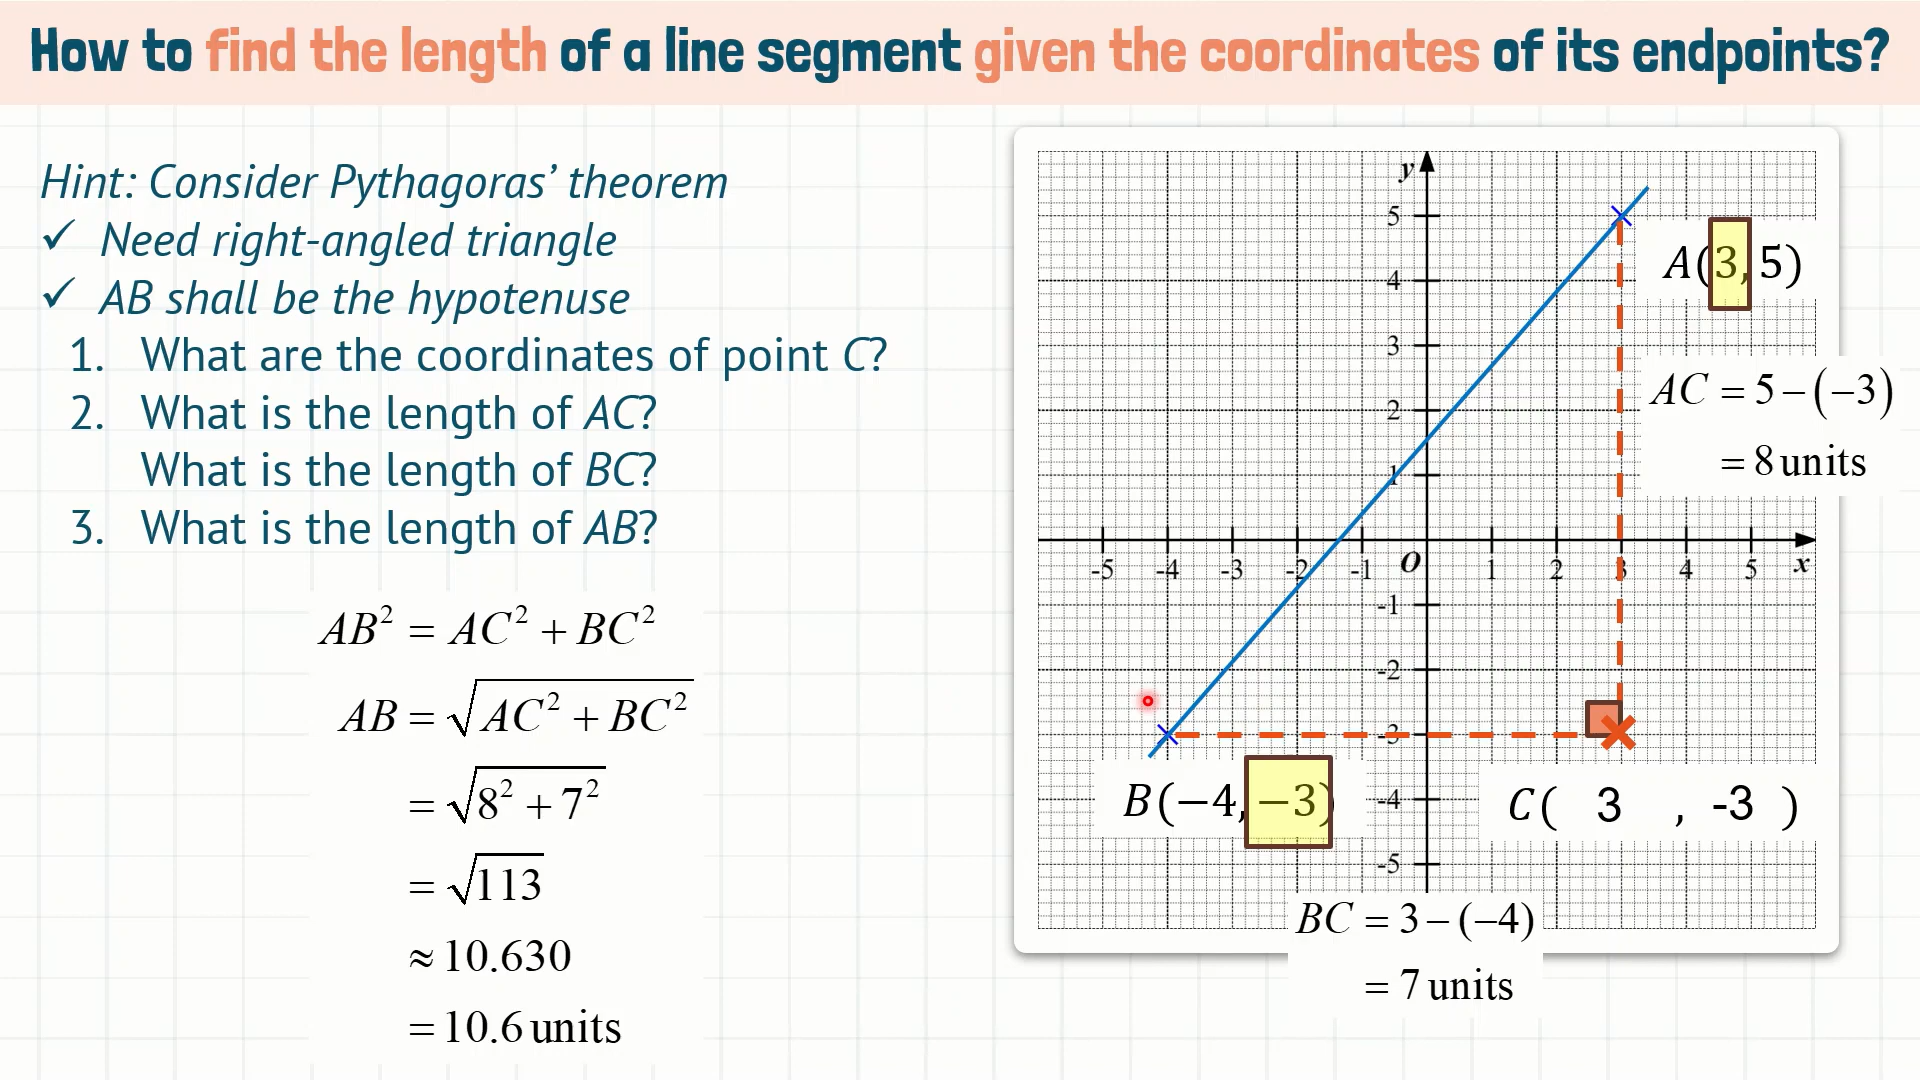 How to find the length of a line segment given the coordinates of its endpoints?
Hint: Consider Pythagoras’ theorem
✓ Need right-angled triangle
✓ AB shall be the hypotenuse
1. What are the coordinates of point C?
2. What is the length of AC?
What is the length of BC?
3. What is the length of AB?
AB² = AC² + BC²
AB = √(AC² + BC²)
= √(8² + 7²)
= √113
≈ 10.630
= 10.6 units
y
5
4
3
2
1
-5 -4 -3 -2 -1 O 1 2 3 4 5 x
-1
-2
-3
-4
-5
A(3, 5)
AC = 5 − (−3)
= 8 units
B(−4, −3)
C( 3 , -3 )
BC = 3 − (−4)
= 7 units